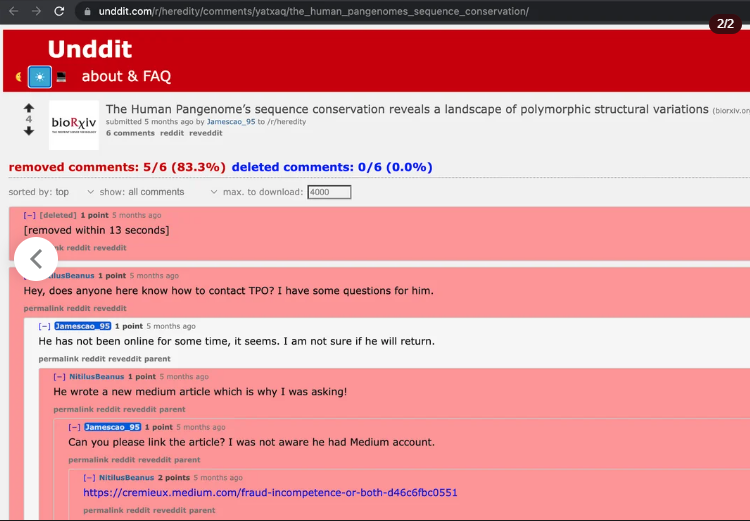 unddit.com/r/heredity/comments/yatxaq/the_human_pangenomes_sequence_conservation/
2/2
Unddit
about & FAQ
4
bioRxiv
The Human Pangenome's sequence conservation reveals a landscape of polymorphic structural variations (biorxiv.or
submitted 5 months ago by Jamescao_95 to /r/heredity
6 comments reddit reveddit
removed comments: 5/6 (83.3%) deleted comments: 0/6 (0.0%)
sorted by: top show: all comments max. to download: 4000
[−] [deleted] 1 point 5 months ago
[removed within 13 seconds]
nk reddit reveddit
ilusBeanus 1 point 5 months ago
Hey, does anyone here know how to contact TPO? I have some questions for him.
permalink reddit reveddit
[−] Jamescao_95 1 point 5 months ago
He has not been online for some time, it seems. I am not sure if he will return.
permalink reddit reveddit parent
[−] NitilusBeanus 1 point 5 months ago
He wrote a new medium article which is why I was asking!
permalink reddit reveddit parent
[−] Jamescao_95 1 point 5 months ago
Can you please link the article? I was not aware he had Medium account.
permalink reddit reveddit parent
[−] NitilusBeanus 2 points 5 months ago
https://cremieux.medium.com/fraud-incompetence-or-both-d46c6fbc0551
permalink reddit reveddit parent